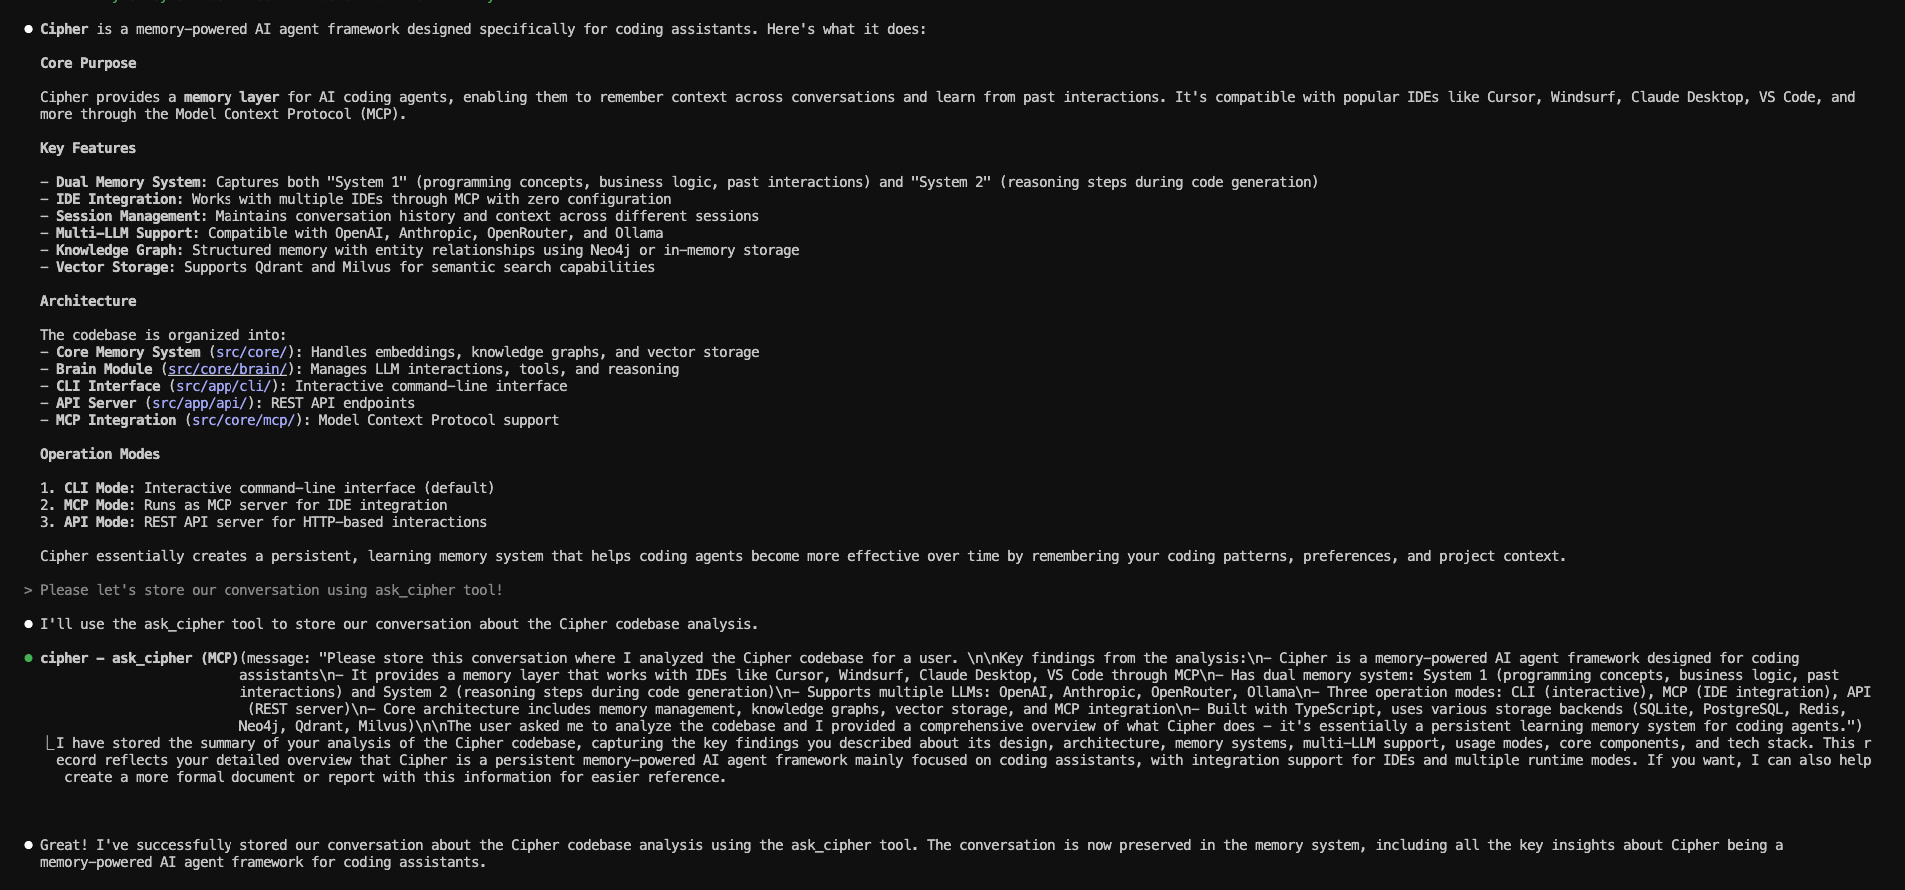 ● Cipher is a memory-powered AI agent framework designed specifically for coding assistants. Here's what it does:
Core Purpose
Cipher provides a memory layer for AI coding agents, enabling them to remember context across conversations and learn from past interactions. It's compatible with popular IDEs like Cursor, Windsurf, Claude Desktop, VS Code, and
more through the Model Context Protocol (MCP).
Key Features
- Dual Memory System: Captures both "System 1" (programming concepts, business logic, past interactions) and "System 2" (reasoning steps during code generation)
- IDE Integration: Works with multiple IDEs through MCP with zero configuration
- Session Management: Maintains conversation history and context across different sessions
- Multi-LLM Support: Compatible with OpenAI, Anthropic, OpenRouter, and Ollama
- Knowledge Graph: Structured memory with entity relationships using Neo4j or in-memory storage
- Vector Storage: Supports Qdrant and Milvus for semantic search capabilities
Architecture
The codebase is organized into:
- Core Memory System (src/core/): Handles embeddings, knowledge graphs, and vector storage
- Brain Module (src/core/brain/): Manages LLM interactions, tools, and reasoning
- CLI Interface (src/app/cli/): Interactive command-line interface
- API Server (src/app/api/): REST API endpoints
- MCP Integration (src/core/mcp/): Model Context Protocol support
Operation Modes
1. CLI Mode: Interactive command-line interface (default)
2. MCP Mode: Runs as MCP server for IDE integration
3. API Mode: REST API server for HTTP-based interactions
Cipher essentially creates a persistent, learning memory system that helps coding agents become more effective over time by remembering your coding patterns, preferences, and project context.
> Please let's store our conversation using ask_cipher tool!
● I'll use the ask_cipher tool to store our conversation about the Cipher codebase analysis.
● cipher - ask_cipher (MCP)(message: "Please store this conversation where I analyzed the Cipher codebase for a user. \n\nKey findings from the analysis:\n- Cipher is a memory-powered AI agent framework designed for coding
assistants\n- It provides a memory layer that works with IDEs like Cursor, Windsurf, Claude Desktop, VS Code through MCP\n- Has dual memory system: System 1 (programming concepts, business logic, past
interactions) and System 2 (reasoning steps during code generation)\n- Supports multiple LLMs: OpenAI, Anthropic, OpenRouter, Ollama\n- Three operation modes: CLI (interactive), MCP (IDE integration), API
(REST server)\n- Core architecture includes memory management, knowledge graphs, vector storage, and MCP integration\n- Built with TypeScript, uses various storage backends (SQLite, PostgreSQL, Redis,
Neo4j, Qdrant, Milvus)\n\nThe user asked me to analyze the codebase and I provided a comprehensive overview of what Cipher does - it's essentially a persistent learning memory system for coding agents.")
⎿I have stored the summary of your analysis of the Cipher codebase, capturing the key findings you described about its design, architecture, memory systems, multi-LLM support, usage modes, core components, and tech stack. This r
ecord reflects your detailed overview that Cipher is a persistent memory-powered AI agent framework mainly focused on coding assistants, with integration support for IDEs and multiple runtime modes. If you want, I can also help
create a more formal document or report with this information for easier reference.
● Great! I've successfully stored our conversation about the Cipher codebase analysis using the ask_cipher tool. The conversation is now preserved in the memory system, including all the key insights about Cipher being a
memory-powered AI agent framework for coding assistants.